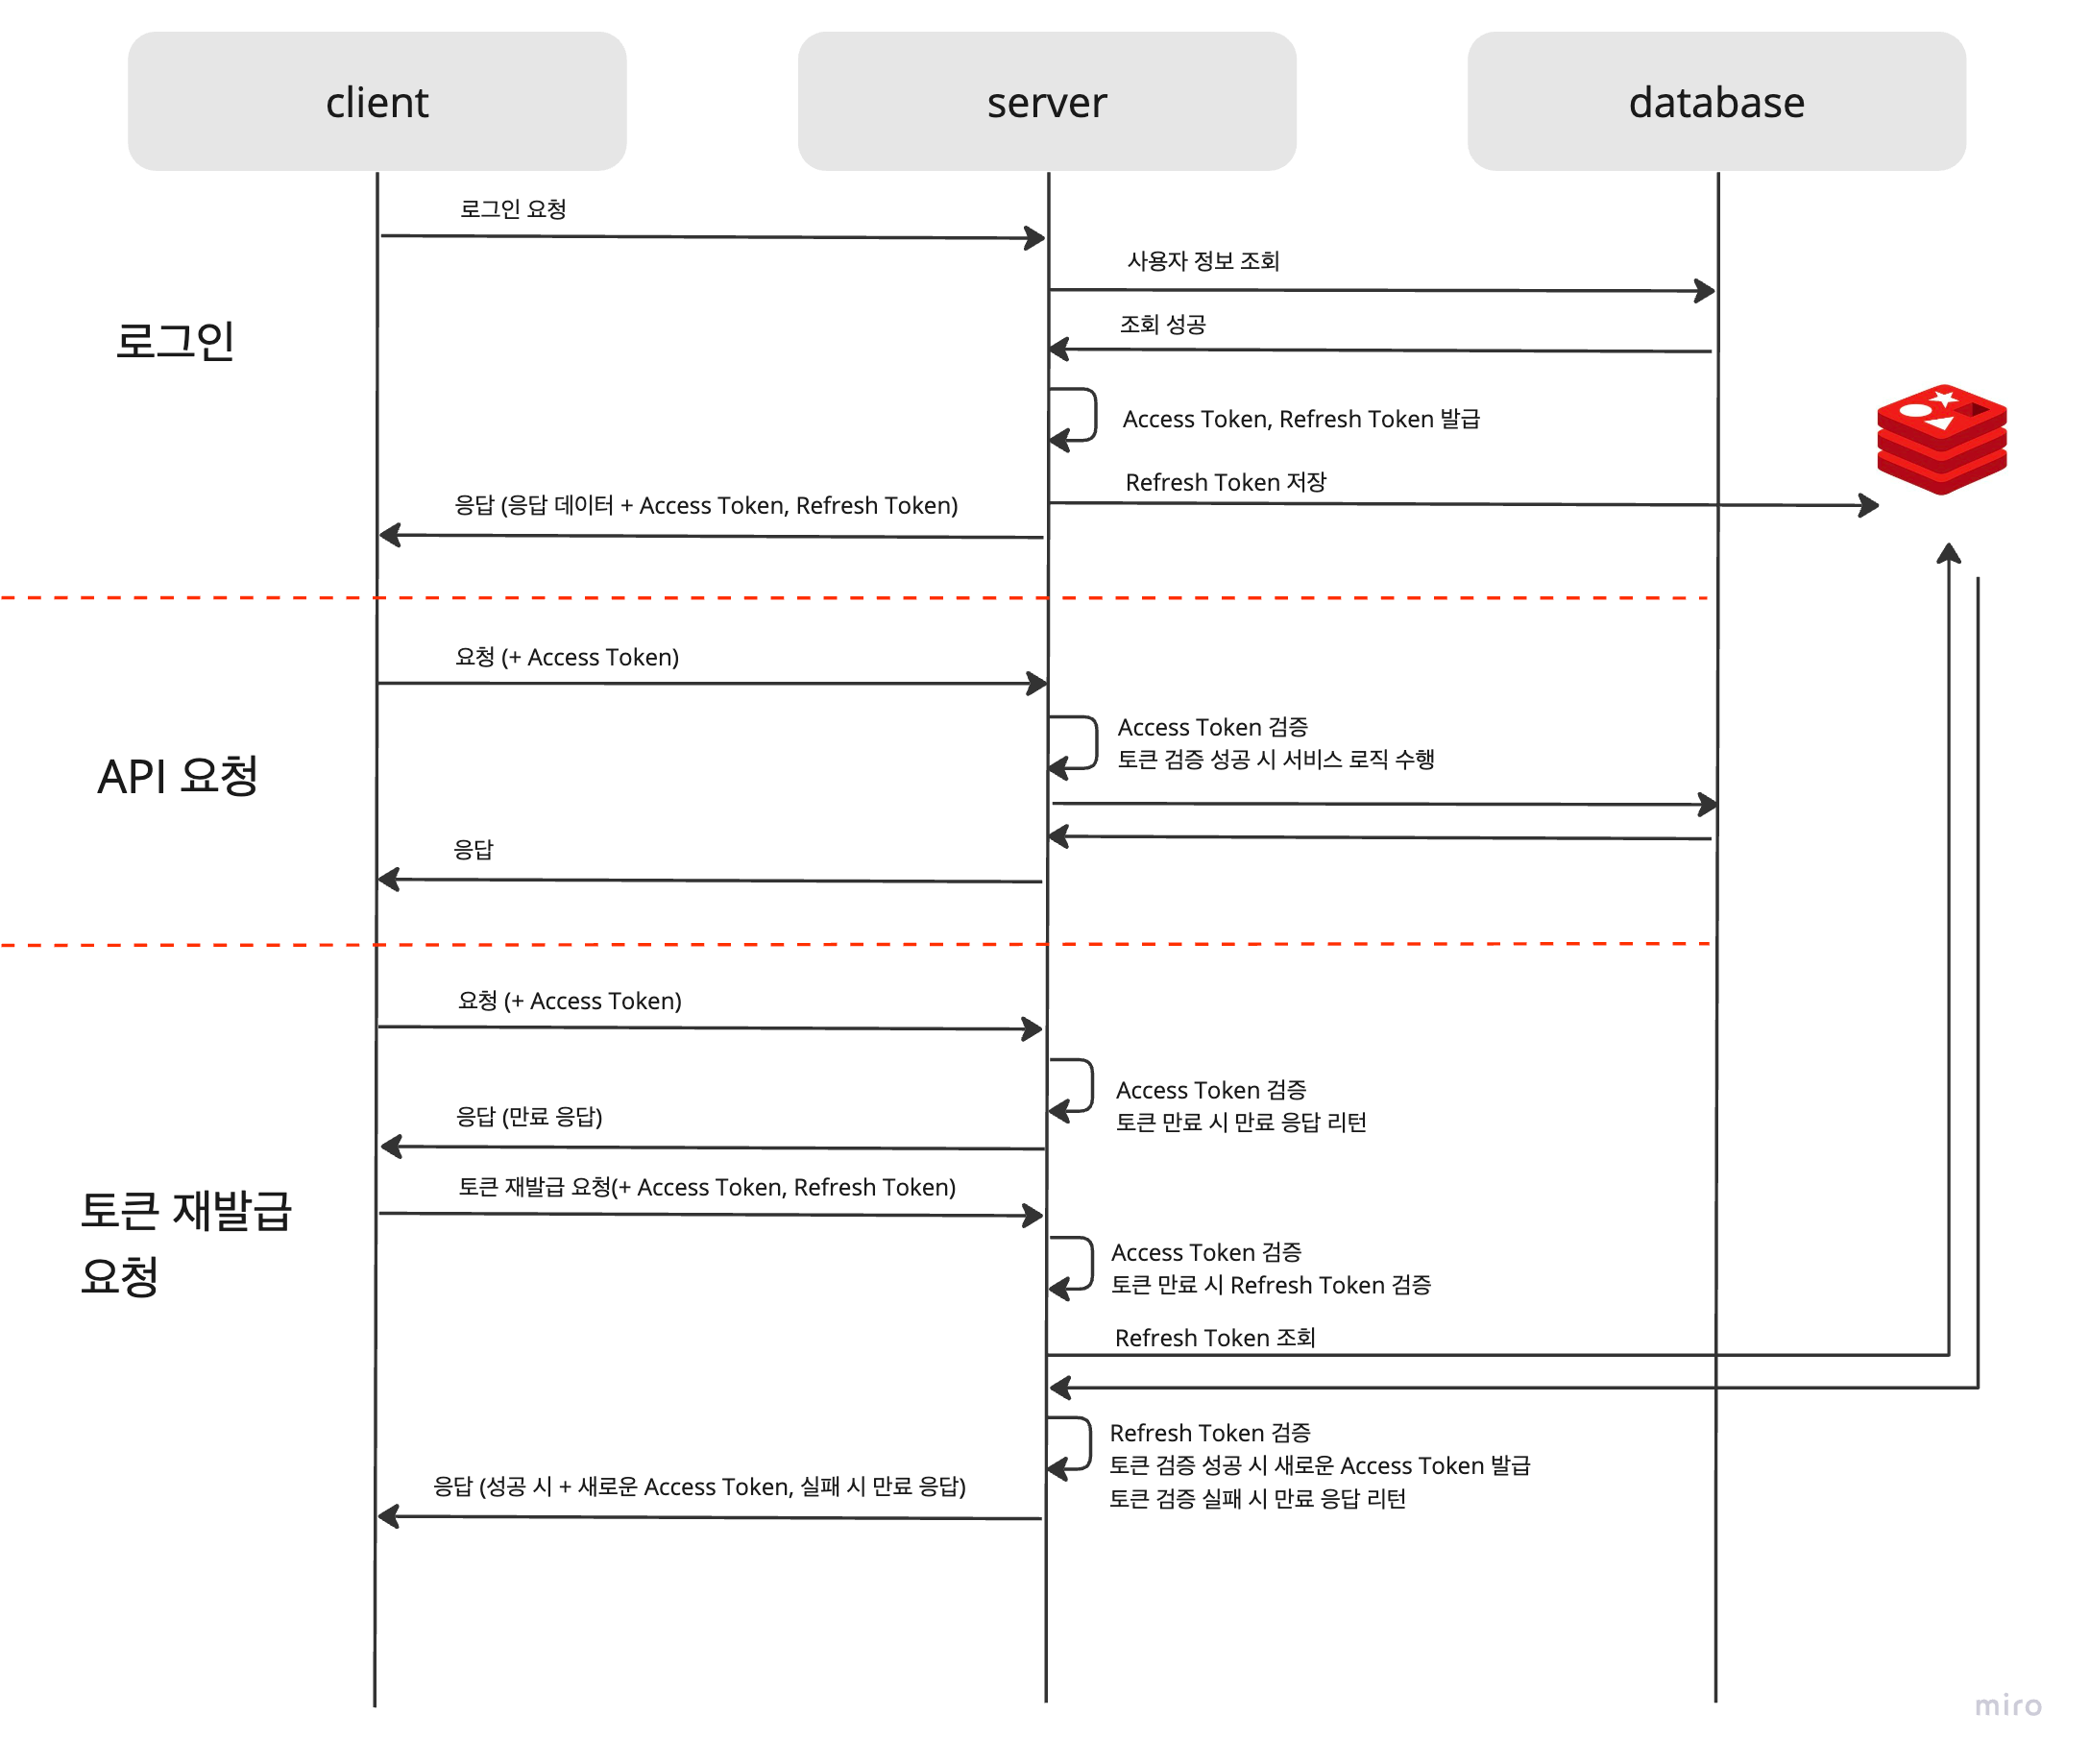 client
server
database
로그인 요청
사용자 정보 조회
조회 성공
로그인
Access Token, Refresh Token 발급
Refresh Token 저장
응답 (응답 데이터 + Access Token, Refresh Token)
요청 (+ Access Token)
Access Token 검증
토큰 검증 성공 시 서비스 로직 수행
API 요청
응답
요청 (+ Access Token)
Access Token 검증
토큰 만료 시 만료 응답 리턴
응답 (만료 응답)
토큰 재발급 요청(+ Access Token, Refresh Token)
토큰 재발급
요청
Access Token 검증
토큰 만료 시 Refresh Token 검증
Refresh Token 조회
Refresh Token 검증
토큰 검증 성공 시 새로운 Access Token 발급
토큰 검증 실패 시 만료 응답 리턴
응답 (성공 시 + 새로운 Access Token, 실패 시 만료 응답)
miro